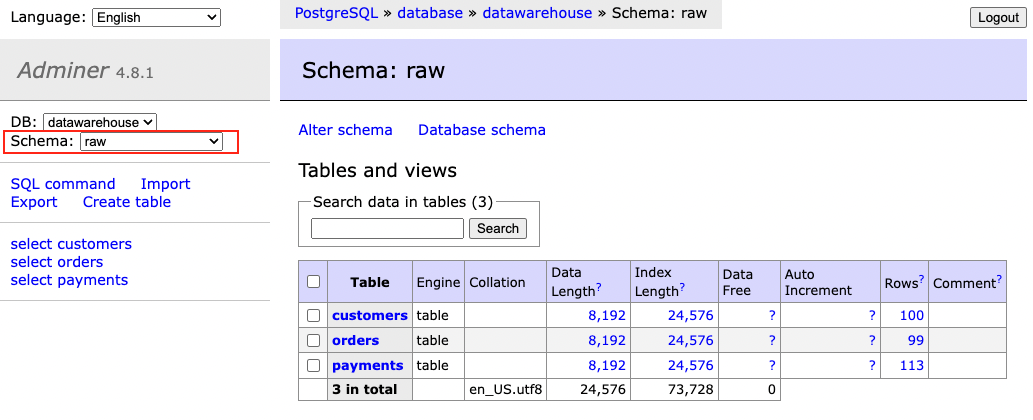 Language: English
PostgreSQL » database » datawarehouse » Schema: raw
Logout
Adminer 4.8.1
Schema: raw
DB: datawarehouse
Schema: raw
SQL command Import
Export Create table
select customers
select orders
select payments
Alter schema Database schema
Tables and views
Search data in tables (3)
Search
Table Engine Collation Data Length? Index Length? Data Free Auto Increment Rows? Comment?
customers table 8,192 24,576 ? ? 100
orders table 8,192 24,576 ? ? 99
payments table 8,192 24,576 ? ? 113
3 in total en_US.utf8 24,576 73,728 0